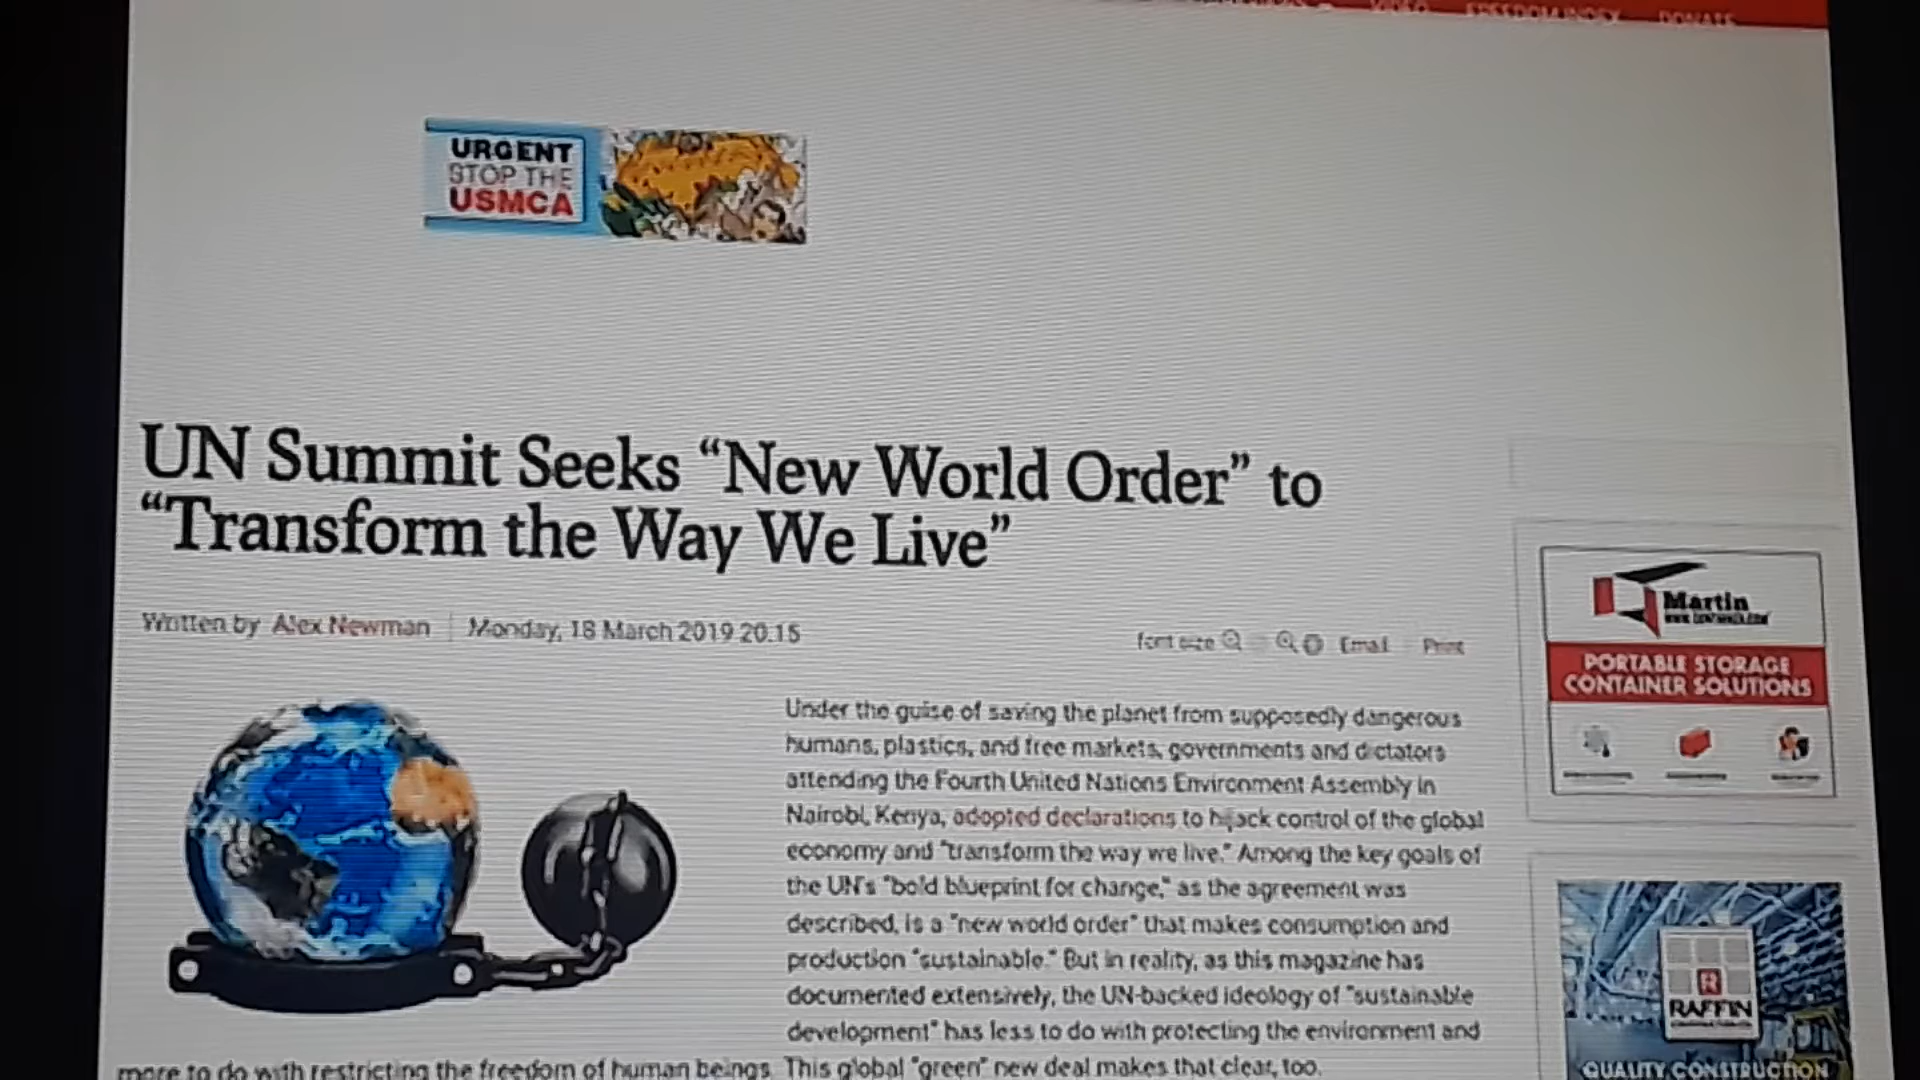 VIDEO FREEDOM INDEX DONATE
URGENT
STOP THE
USMCA
UN Summit Seeks “New World Order” to
“Transform the Way We Live”
Written by Alex Newman Monday, 18 March 2019 20:15
font size Email Print
Under the guise of saving the planet from supposedly dangerous
humans, plastics, and free markets, governments and dictators
attending the Fourth United Nations Environment Assembly in
Nairobi, Kenya, adopted declarations to hijack control of the global
economy and "transform the way we live." Among the key goals of
the UN's "bold blueprint for change," as the agreement was
described, is a "new world order" that makes consumption and
production "sustainable." But in reality, as this magazine has
documented extensively, the UN-backed ideology of "sustainable
development" has less to do with protecting the environment and
more to do with restricting the freedom of human beings. This global "green" new deal makes that clear, too.
Martin
PORTABLE STORAGE
CONTAINER SOLUTIONS
R
RAFFIN
QUALITY CONSTRUCTION